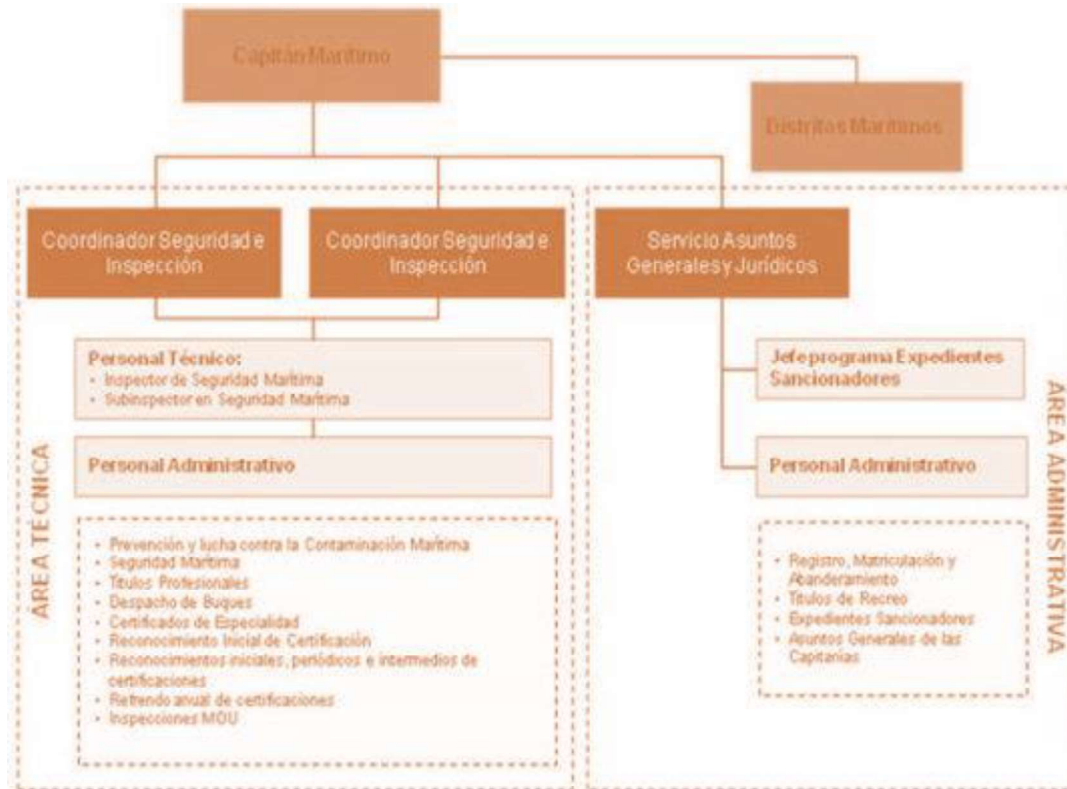 Capitán Marítimo
Distritos Marítimos
Coordinador Seguridad e
Inspección
Coordinador Seguridad e
Inspección
Servicio Asuntos
Generales y Jurídicos
Personal Técnico:
• Inspector de Seguridad Marítima
• Subinspector en Seguridad Marítima
Personal Administrativo
• Prevención y lucha contra la Contaminación Marítima
• Seguridad Marítima
• Títulos Profesionales
• Despacho de Buques
• Certificados de Especialidad
• Reconocimiento Inicial de Certificación
• Reconocimientos iniciales, periódicos e intermedios de
certificaciones
• Refrendo anual de certificaciones
• Inspecciones MOU
AREA TECNICA
Jefe programa Expedientes
Sancionadores
Personal Administrativo
• Registro, Matriculación y
Abanderamiento
• Títulos de Recreo
• Expedientes Sancionadores
• Asuntos Generales de las
Capitanías
AREA ADMINISTRATIVA